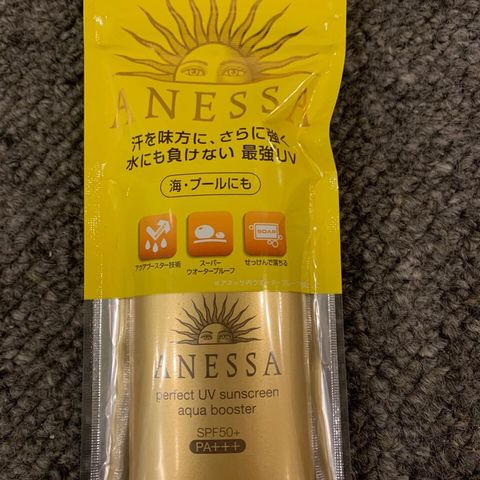 ANESSA
汗を味方に、さらに強く
水にも負けない 最強UV
海・プールにも
アクアブースター技術
スーパー
ウオータープルーフ
SOAP
せっけんで落ちる
ANESSA
perfect UV sunscreen
aqua booster
SPF50+
PA+++